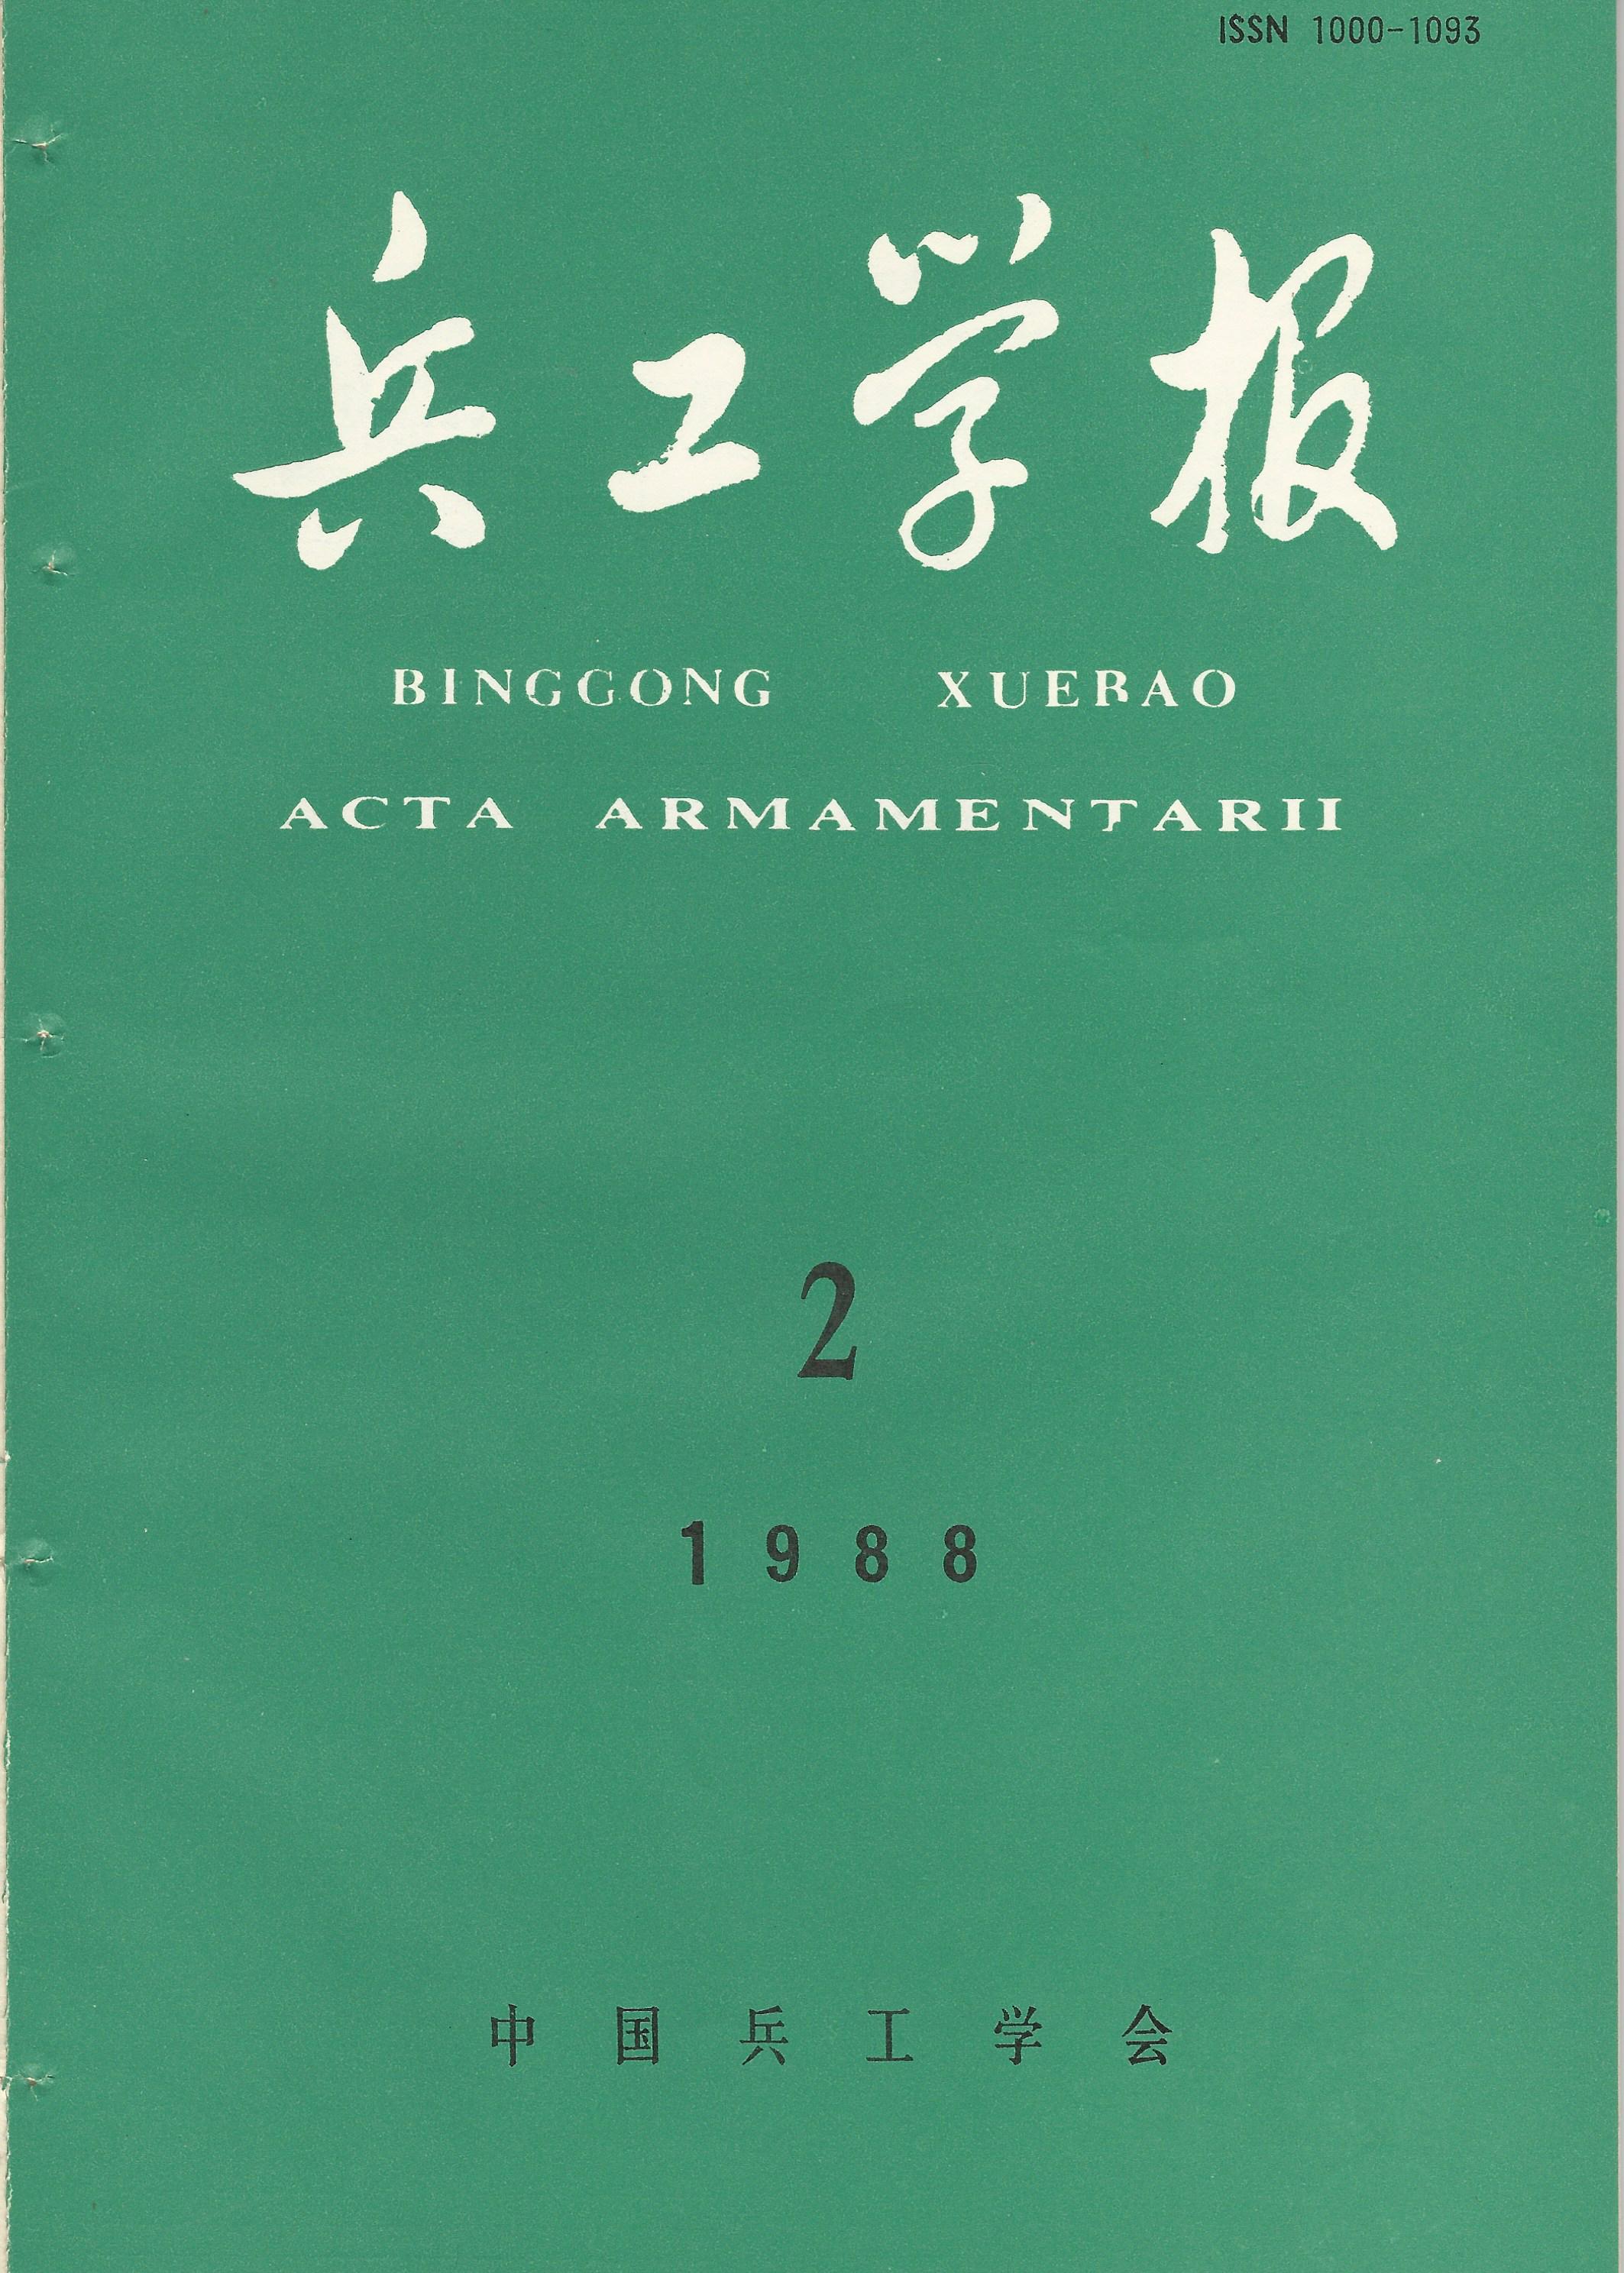 ISSN 1000-1093
兵工学报
BINGGONG XUEBAO
ACTA ARMAMENTARII
2
1988
中国兵工学会